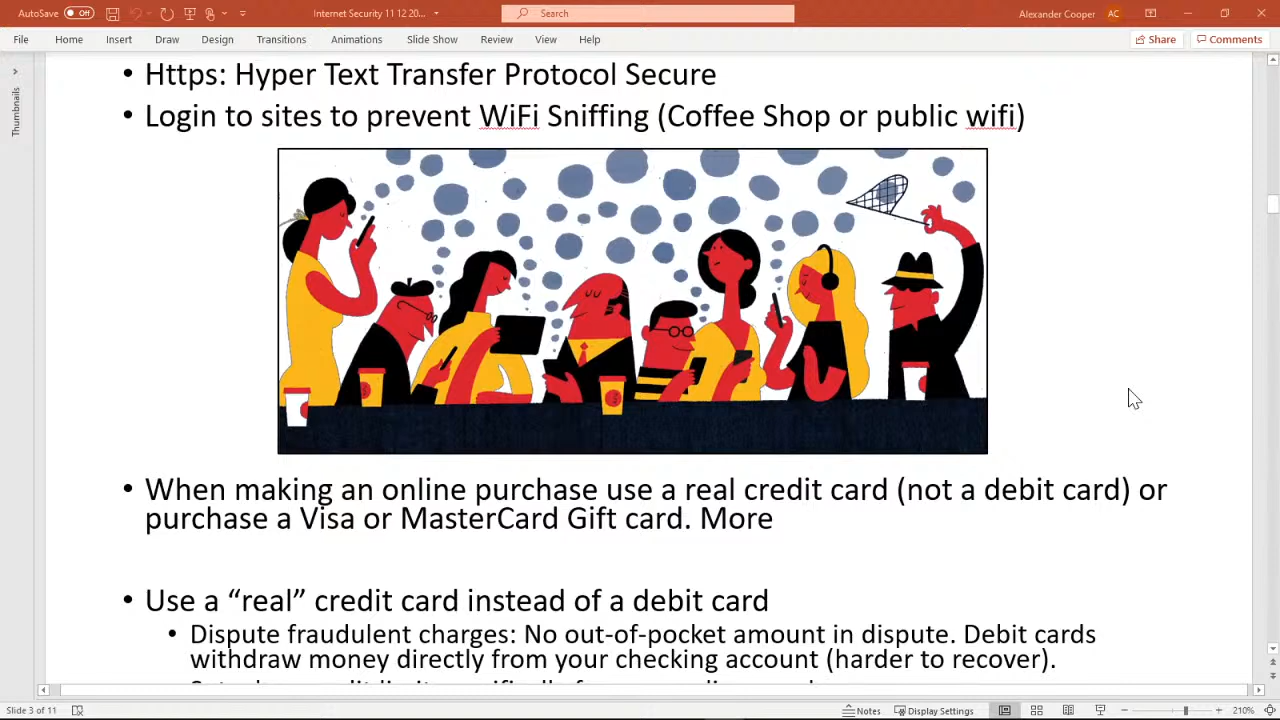 AutoSave Off Internet Security 11 12 20... Search Alexander Cooper AC
File Home Insert Draw Design Transitions Animations Slide Show Review View Help Share Comments
Thumbnails
• Https: Hyper Text Transfer Protocol Secure
• Login to sites to prevent WiFi Sniffing (Coffee Shop or public wifi)
• When making an online purchase use a real credit card (not a debit card) or
purchase a Visa or MasterCard Gift card. More
• Use a “real” credit card instead of a debit card
• Dispute fraudulent charges: No out-of-pocket amount in dispute. Debit cards
withdraw money directly from your checking account (harder to recover).
Slide 3 of 11 Notes Display Settings 210%